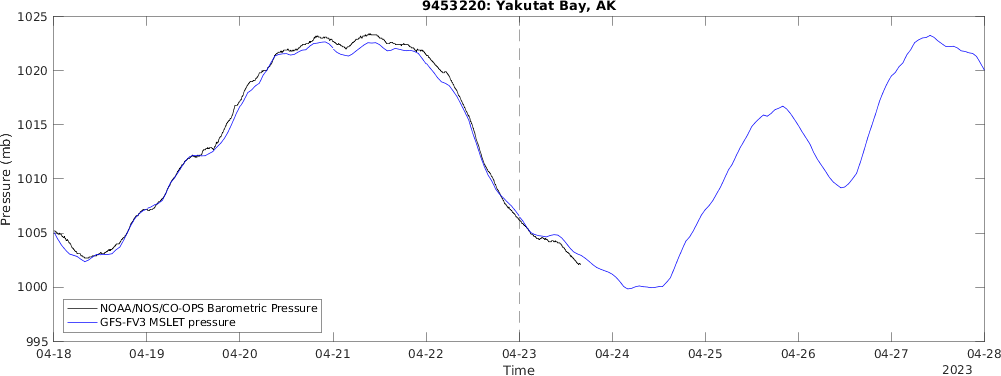 9453220: Yakutat Bay, AK
Pressure (mb)
1025
1020
1015
1010
1005
1000
995
NOAA/NOS/CO-OPS Barometric Pressure
GFS-FV3 MSLET pressure
04-18 04-19 04-20 04-21 04-22 04-23 04-24 04-25 04-26 04-27 04-28
Time
2023